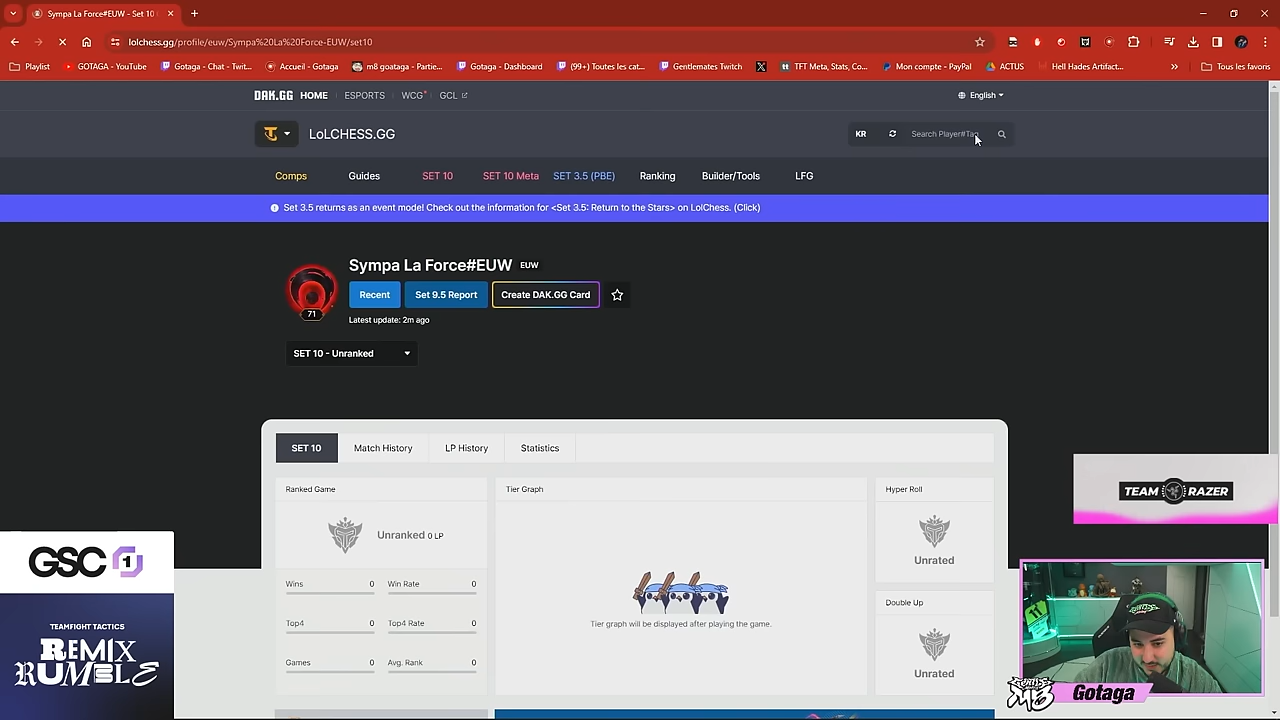 Sympa La Force#EUW - Set 10
lolchess.gg/profile/euw/Sympa%20La%20Force-EUW/set10
Playlist
GOTAGA - YouTube
Gotaga - Chat - Twit...
Accueil - Gotaga
m8 goataga - Partie...
Gotaga - Dashboard
(99+) Toutes les cat...
Gentlemates Twitch
TFT Meta, Stats, Co...
Mon compte - PayPal
ACTUS
Hell Hades Artifact...
»
Tous les favoris
DAK.GG HOME ESPORTS WCG GCL
English
LoLCHESS.GG
KR
Search Player#Tag
Comps Guides SET 10 SET 10 Meta SET 3.5 (PBE) Ranking Builder/Tools LFG
Set 3.5 returns as an event mode! Check out the information for <Set 3.5: Return to the Stars> on LolChess. (Click)
Sympa La Force#EUW EUW
Recent Set 9.5 Report Create DAK.GG Card
71
Latest update: 2m ago
SET 10 - Unranked
SET 10 Match History LP History Statistics
Ranked Game
Unranked 0 LP
Wins 0 Win Rate 0
Top4 0 Top4 Rate 0
Games 0 Avg. Rank 0
Tier Graph
Tier graph will be displayed after playing the game.
Hyper Roll
Unrated
Double Up
Unrated
GSC 1
TEAMFIGHT TACTICS
REMIX
RUMBLE
TEAM RAZER
GENTLE
M8
Gotaga